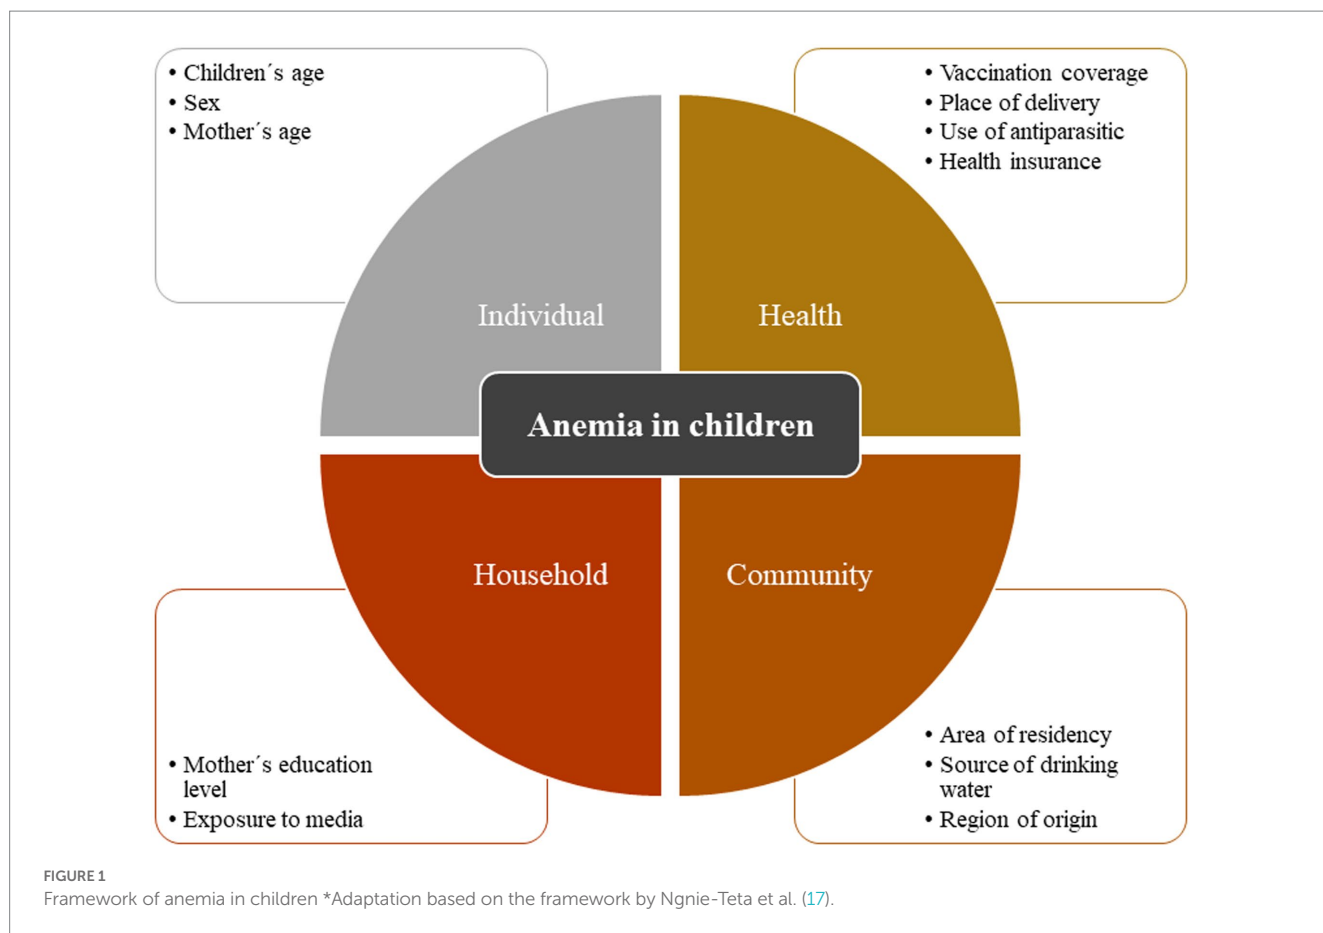 • Children´s age
• Sex
• Mother´s age
• Vaccination coverage
• Place of delivery
• Use of antiparasitic
• Health insurance
Individual
Health
Anemia in children
Household
Community
• Mother´s education
level
• Exposure to media
• Area of residency
• Source of drinking
water
• Region of origin
FIGURE 1
Framework of anemia in children *Adaptation based on the framework by Ngnie-Teta et al. (17).